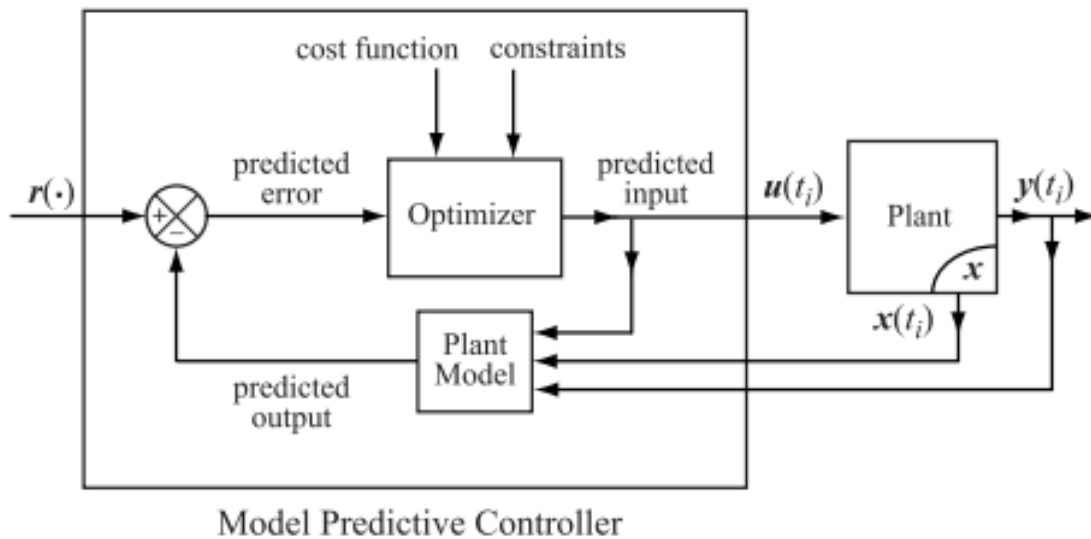 cost function
constraints
predicted
error
predicted
input
r(·)
+
−
Optimizer
u(tᵢ)
Plant
y(tᵢ)
x
x(tᵢ)
Plant
Model
predicted
output
Model Predictive Controller